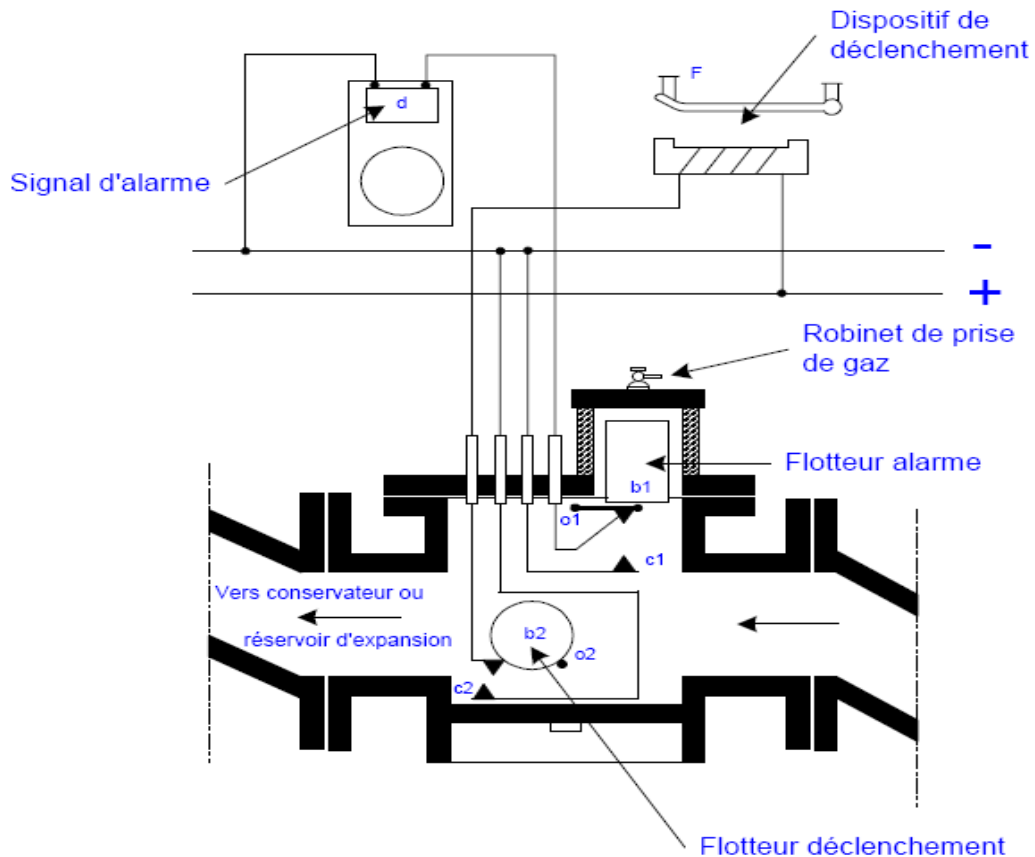 Dispositif de
déclenchement
F
d
Signal d'alarme
-
+
Robinet de prise
de gaz
Flotteur alarme
b1
o1
c1
Vers conservateur ou
réservoir d'expansion
b2
o2
c2
Flotteur déclenchement